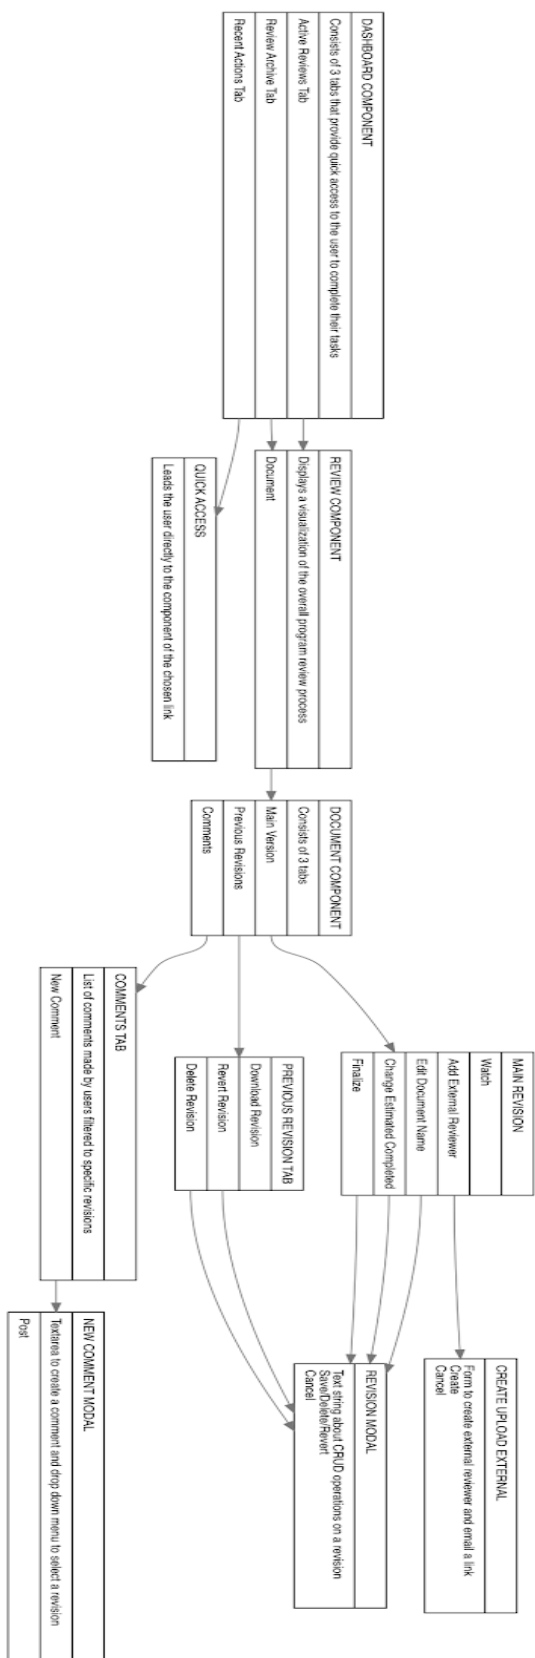 DASHBOARD COMPONENT
Consists of 3 tabs that provide quick access to the user to complete their tasks
Active Reviews Tab
Review Archive Tab
Recent Actions Tab
REVIEW COMPONENT
Displays a visualization of the overall program review process
Document
QUICK ACCESS
Leads the user directly to the component of the chosen link
DOCUMENT COMPONENT
Consists of 3 tabs
Main Version
Previous Revisions
Comments
MAIN REVISION
Watch
Add External Reviewer
Edit Document Name
Change Estimated Completed
Finalize
PREVIOUS REVISION TAB
Download Revision
Revert Revision
Delete Revision
COMMENTS TAB
List of comments made by users filtered to specific revisions
New Comment
CREATE UPLOAD EXTERNAL
Form to create external reviewer and email a link
Create
Cancel
REVISION MODAL
Text string about CRUD operations on a revision
Save/Delete/Revert
Cancel
NEW COMMENT MODAL
Textarea to create a comment and drop down menu to select a revision
Post